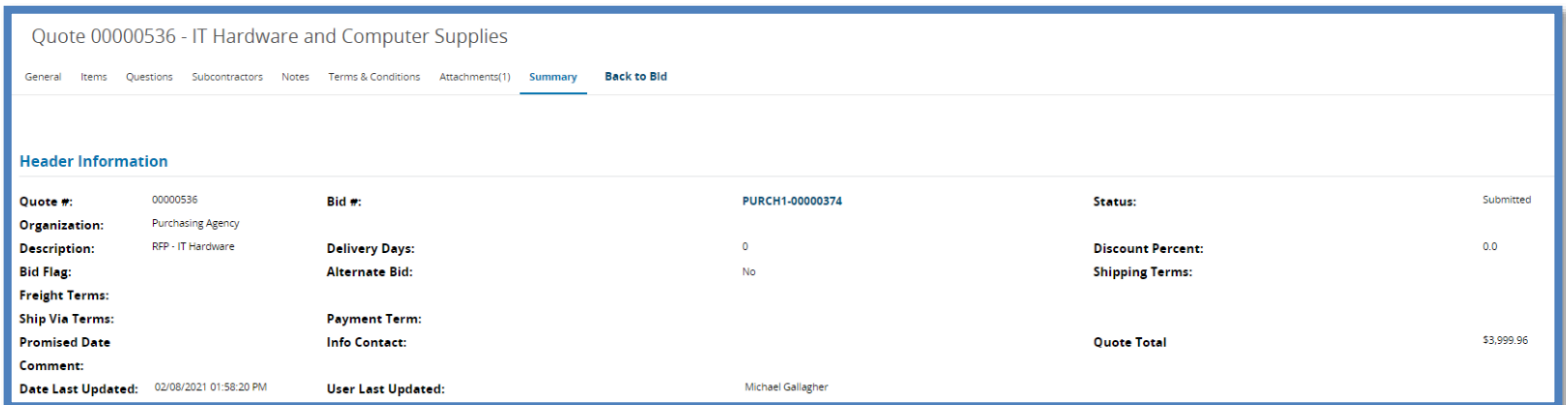 Quote 00000536 - IT Hardware and Computer Supplies
General Items Questions Subcontractors Notes Terms & Conditions Attachments(1) Summary Back to Bid
Header Information
Quote #: 00000536 Bid #: PURCH1-00000374 Status: Submitted
Organization: Purchasing Agency
Description: RFP - IT Hardware Delivery Days: 0 Discount Percent: 0.0
Bid Flag: Alternate Bid: No Shipping Terms:
Freight Terms:
Ship Via Terms: Payment Term:
Promised Date Info Contact: Quote Total $3,999.96
Comment:
Date Last Updated: 02/08/2021 01:58:20 PM User Last Updated: Michael Gallagher